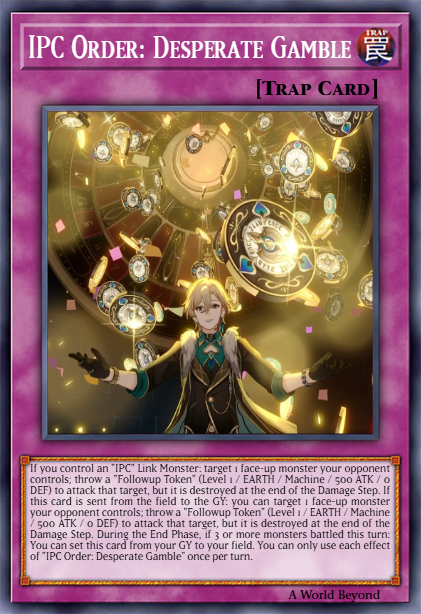 IPC Order: Desperate Gamble
TRAP
罠
[Trap Card]
If you control an "IPC" Link Monster: target 1 face-up monster your opponent
controls; throw a "Followup Token" (Level 1 / EARTH / Machine / 500 ATK / 0
DEF) to attack that target, but it is destroyed at the end of the Damage Step. If
this card is sent from the field to the GY: you can target 1 face-up monster
your opponent controls; throw a "Followup Token" (Level 1 / EARTH / Machine
/ 500 ATK / 0 DEF) to attack that target, but it is destroyed at the end of the
Damage Step. During the End Phase, if 3 or more monsters battled this turn:
You can set this card from your GY to your field. You can only use each effect
of "IPC Order: Desperate Gamble" once per turn.
A World Beyond